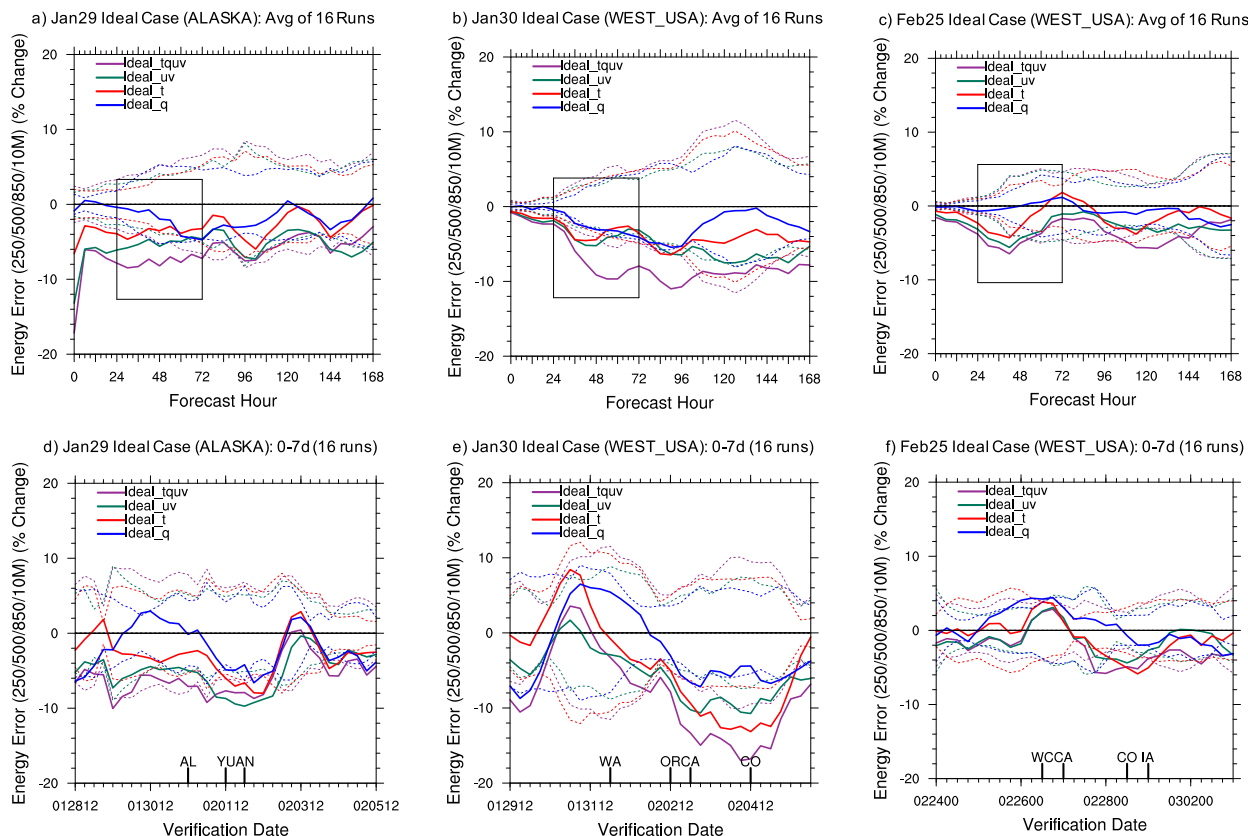 a) Jan29 Ideal Case (ALASKA): Avg of 16 Runs
b) Jan30 Ideal Case (WEST_USA): Avg of 16 Runs
c) Feb25 Ideal Case (WEST_USA): Avg of 16 Runs
Energy Error (250/500/850/10M) (% Change)
20
10
0
-10
-20
Ideal_tquv
Ideal_uv
Ideal_t
Ideal_q
0 24 48 72 96 120 144 168
Forecast Hour
Energy Error (250/500/850/10M) (% Change)
20
10
0
-10
-20
Ideal_tquv
Ideal_uv
Ideal_t
Ideal_q
0 24 48 72 96 120 144 168
Forecast Hour
Energy Error (250/500/850/10M) (% Change)
20
10
0
-10
-20
Ideal_tquv
Ideal_uv
Ideal_t
Ideal_q
0 24 48 72 96 120 144 168
Forecast Hour
d) Jan29 Ideal Case (ALASKA): 0-7d (16 runs)
e) Jan30 Ideal Case (WEST_USA): 0-7d (16 runs)
f) Feb25 Ideal Case (WEST_USA): 0-7d (16 runs)
Energy Error (250/500/850/10M) (% Change)
20
10
0
-10
-20
Ideal_tquv
Ideal_uv
Ideal_t
Ideal_q
AL YUAN
012812 013012 020112 020312 020512
Verification Date
Energy Error (250/500/850/10M) (% Change)
20
10
0
-10
-20
Ideal_tquv
Ideal_uv
Ideal_t
Ideal_q
WA ORCA CO
012912 013112 020212 020412
Verification Date
Energy Error (250/500/850/10M) (% Change)
20
10
0
-10
-20
Ideal_tquv
Ideal_uv
Ideal_t
Ideal_q
WCCA CO IA
022400 022600 022800 030200
Verification Date